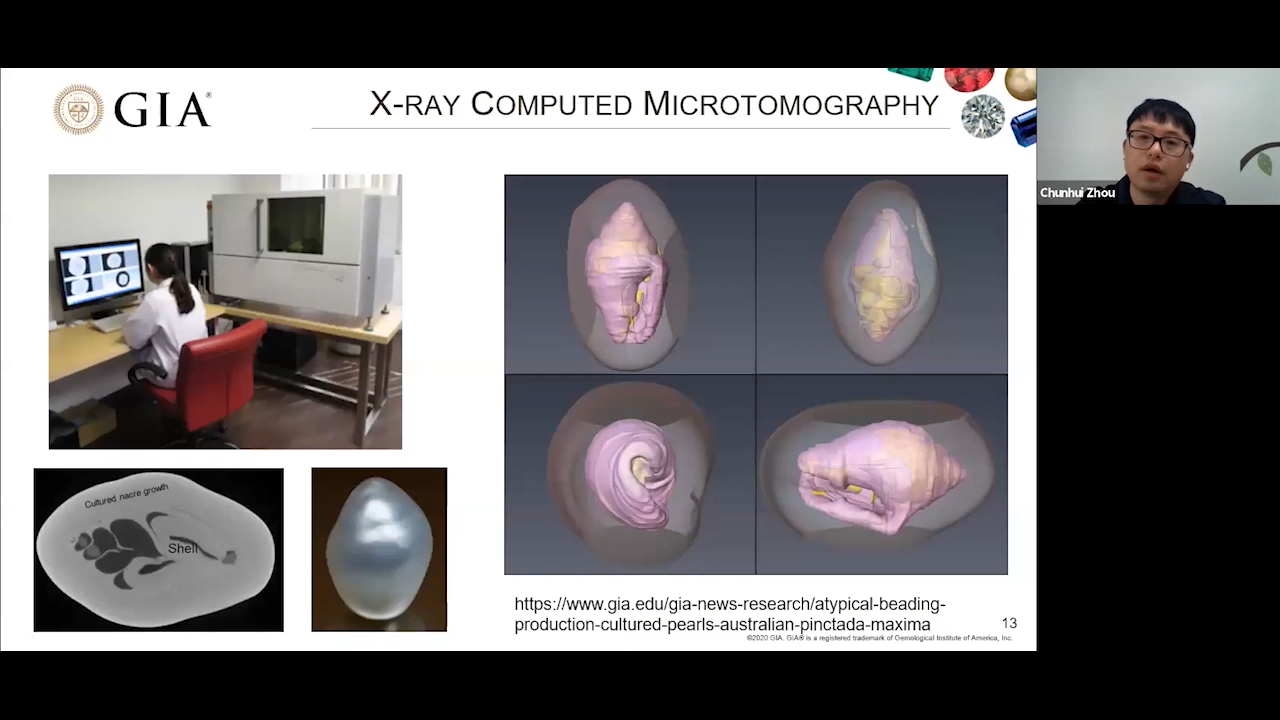 GIA®
X-RAY COMPUTED MICROTOMOGRAPHY
Chunhui Zhou
Cultured nacre growth
Shell
https://www.gia.edu/gia-news-research/atypical-beading-
production-cultured-pearls-australian-pinctada-maxima
13
©2020 GIA. GIA® is a registered trademark of Gemological Institute of America, Inc.